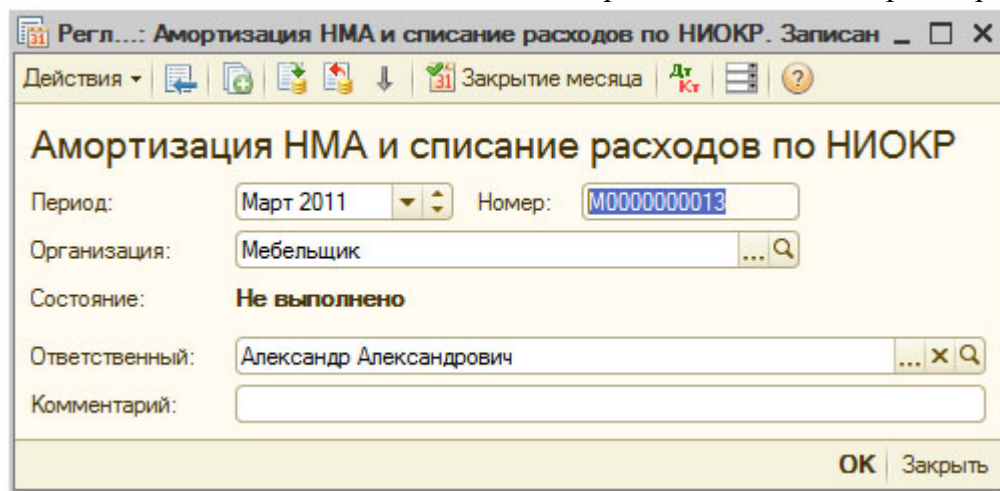 Регл...: Амортизация НМА и списание расходов по НИОКР. Записан
Действия Закрытие месяца Дт Кт
Амортизация НМА и списание расходов по НИОКР
Период: Март 2011 Номер: М0000000013
Организация: Мебельщик ...
Состояние: Не выполнено
Ответственный: Александр Александрович ...
Комментарий:
ОК Закрыть